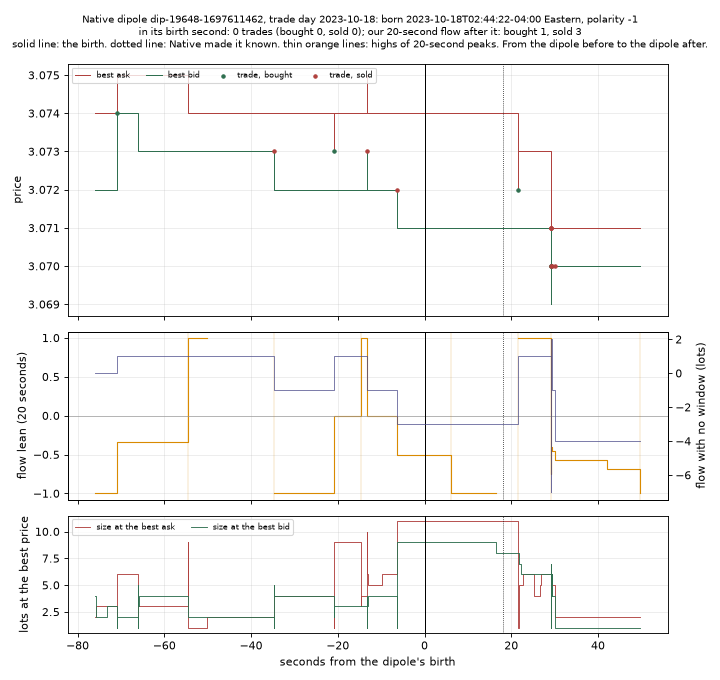 Native dipole dip-19648-1697611462, trade day 2023-10-18: born 2023-10-18T02:44:22-04:00 Eastern, polarity -1
in its birth second: 0 trades (bought 0, sold 0); our 20-second flow after it: bought 1, sold 3
solid line: the birth. dotted line: Native made it known. thin orange lines: highs of 20-second peaks. From the dipole before to the dipole after.
best ask
best bid
trade, bought
trade, sold
3.075
3.074
3.073
3.072
3.071
3.070
3.069
price
1.0
0.5
0.0
−0.5
−1.0
flow lean (20 seconds)
2
0
−2
−4
−6
flow with no window (lots)
size at the best ask
size at the best bid
10.0
7.5
5.0
2.5
lots at the best price
−80
−60
−40
−20
0
20
40
seconds from the dipole's birth